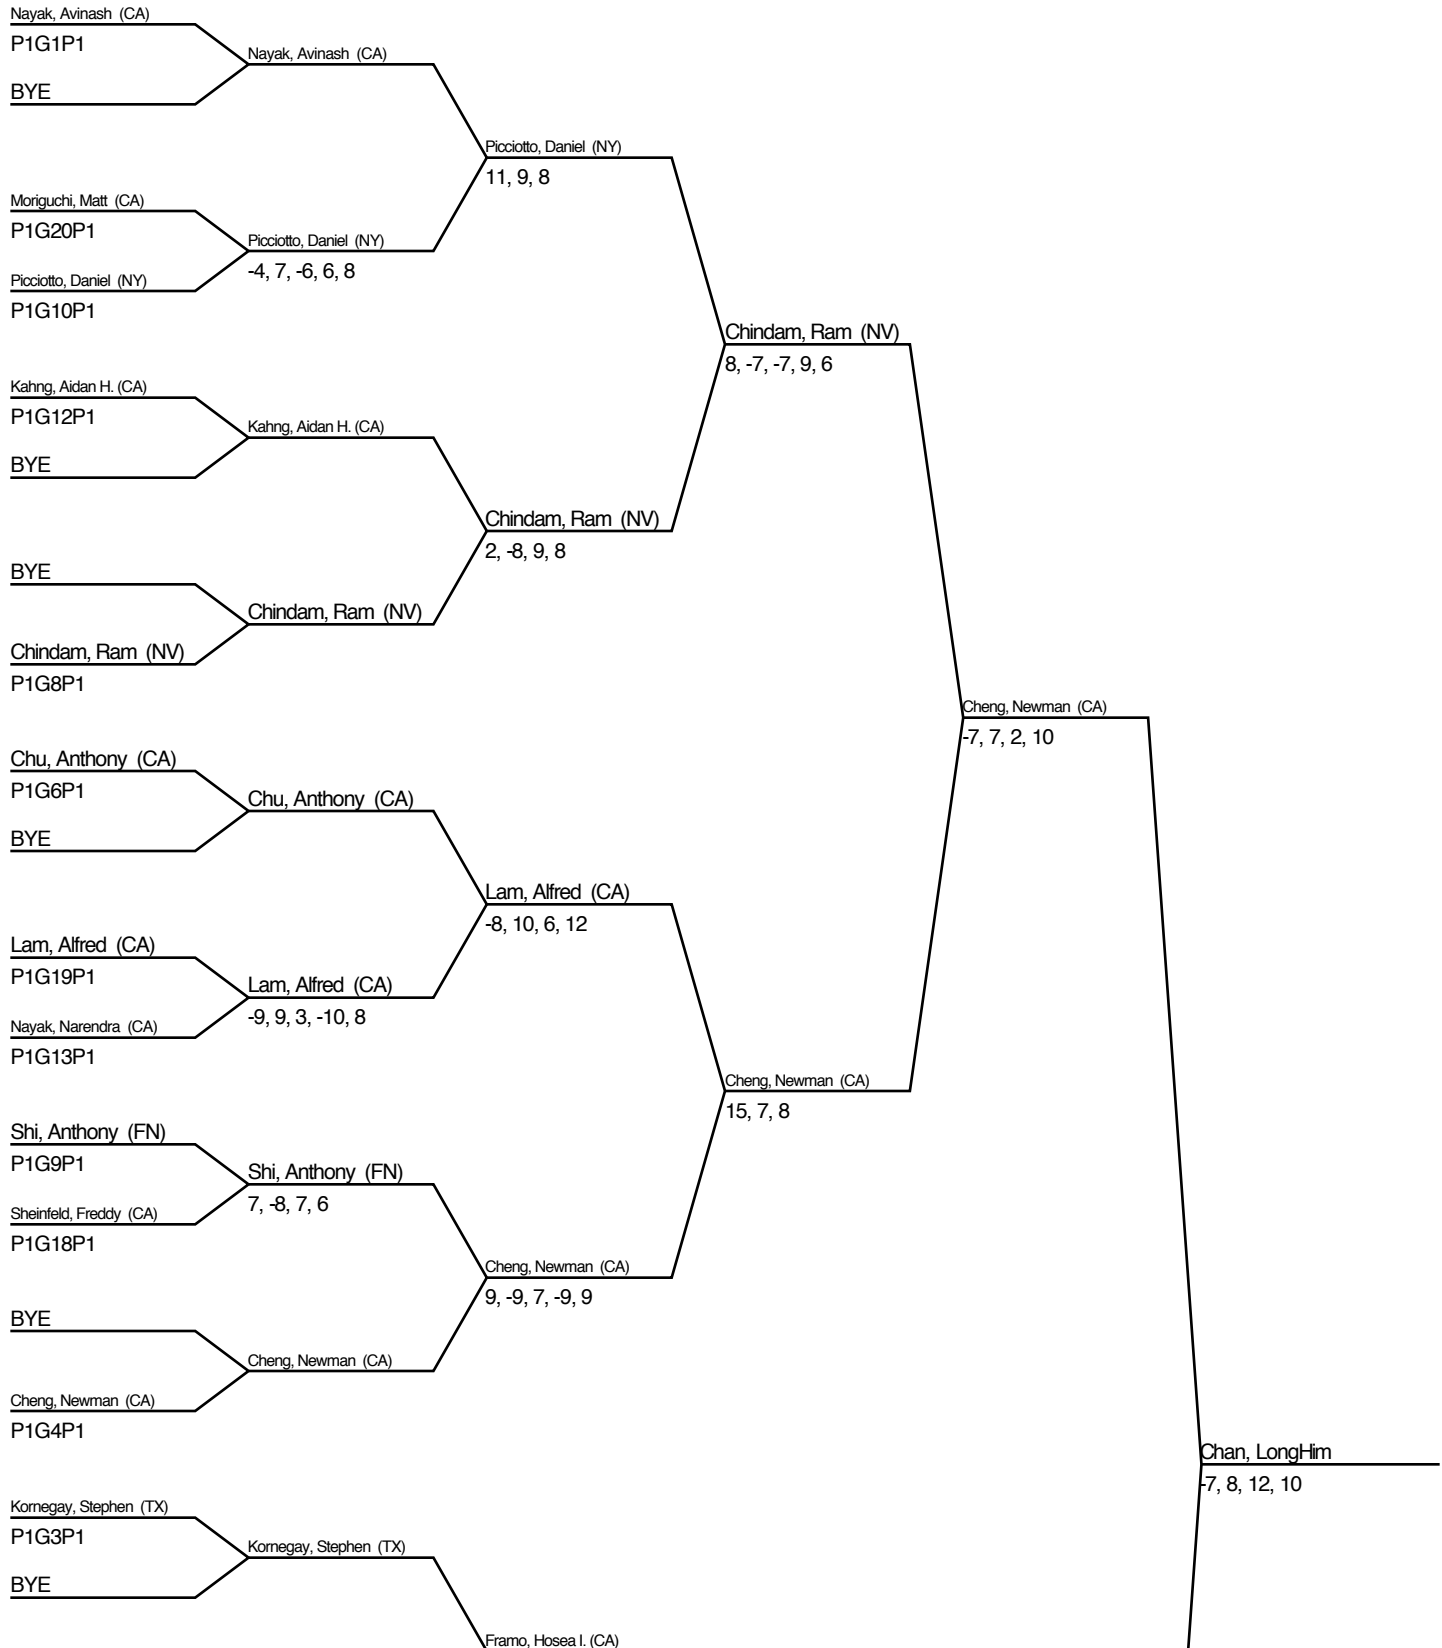 Nayak, Avinash (CA)
P1G1P1
Nayak, Avinash (CA)
BYE
Picciotto, Daniel (NY)
11, 9, 8
Moriguchi, Matt (CA)
P1G20P1
Picciotto, Daniel (NY)
-4, 7, -6, 6, 8
Picciotto, Daniel (NY)
P1G10P1
Chindam, Ram (NV)
8, -7, -7, 9, 6
Kahng, Aidan H. (CA)
P1G12P1
Kahng, Aidan H. (CA)
BYE
Chindam, Ram (NV)
2, -8, 9, 8
BYE
Chindam, Ram (NV)
Chindam, Ram (NV)
P1G8P1
Cheng, Newman (CA)
-7, 7, 2, 10
Chu, Anthony (CA)
P1G6P1
Chu, Anthony (CA)
BYE
Lam, Alfred (CA)
-8, 10, 6, 12
Lam, Alfred (CA)
P1G19P1
Lam, Alfred (CA)
-9, 9, 3, -10, 8
Nayak, Narendra (CA)
P1G13P1
Cheng, Newman (CA)
15, 7, 8
Shi, Anthony (FN)
P1G9P1
Shi, Anthony (FN)
7, -8, 7, 6
Sheinfeld, Freddy (CA)
P1G18P1
Cheng, Newman (CA)
9, -9, 7, -9, 9
BYE
Cheng, Newman (CA)
Cheng, Newman (CA)
P1G4P1
Chan, LongHim
-7, 8, 12, 10
Kornegay, Stephen (TX)
P1G3P1
Kornegay, Stephen (TX)
BYE
Framo, Hosea I. (CA)